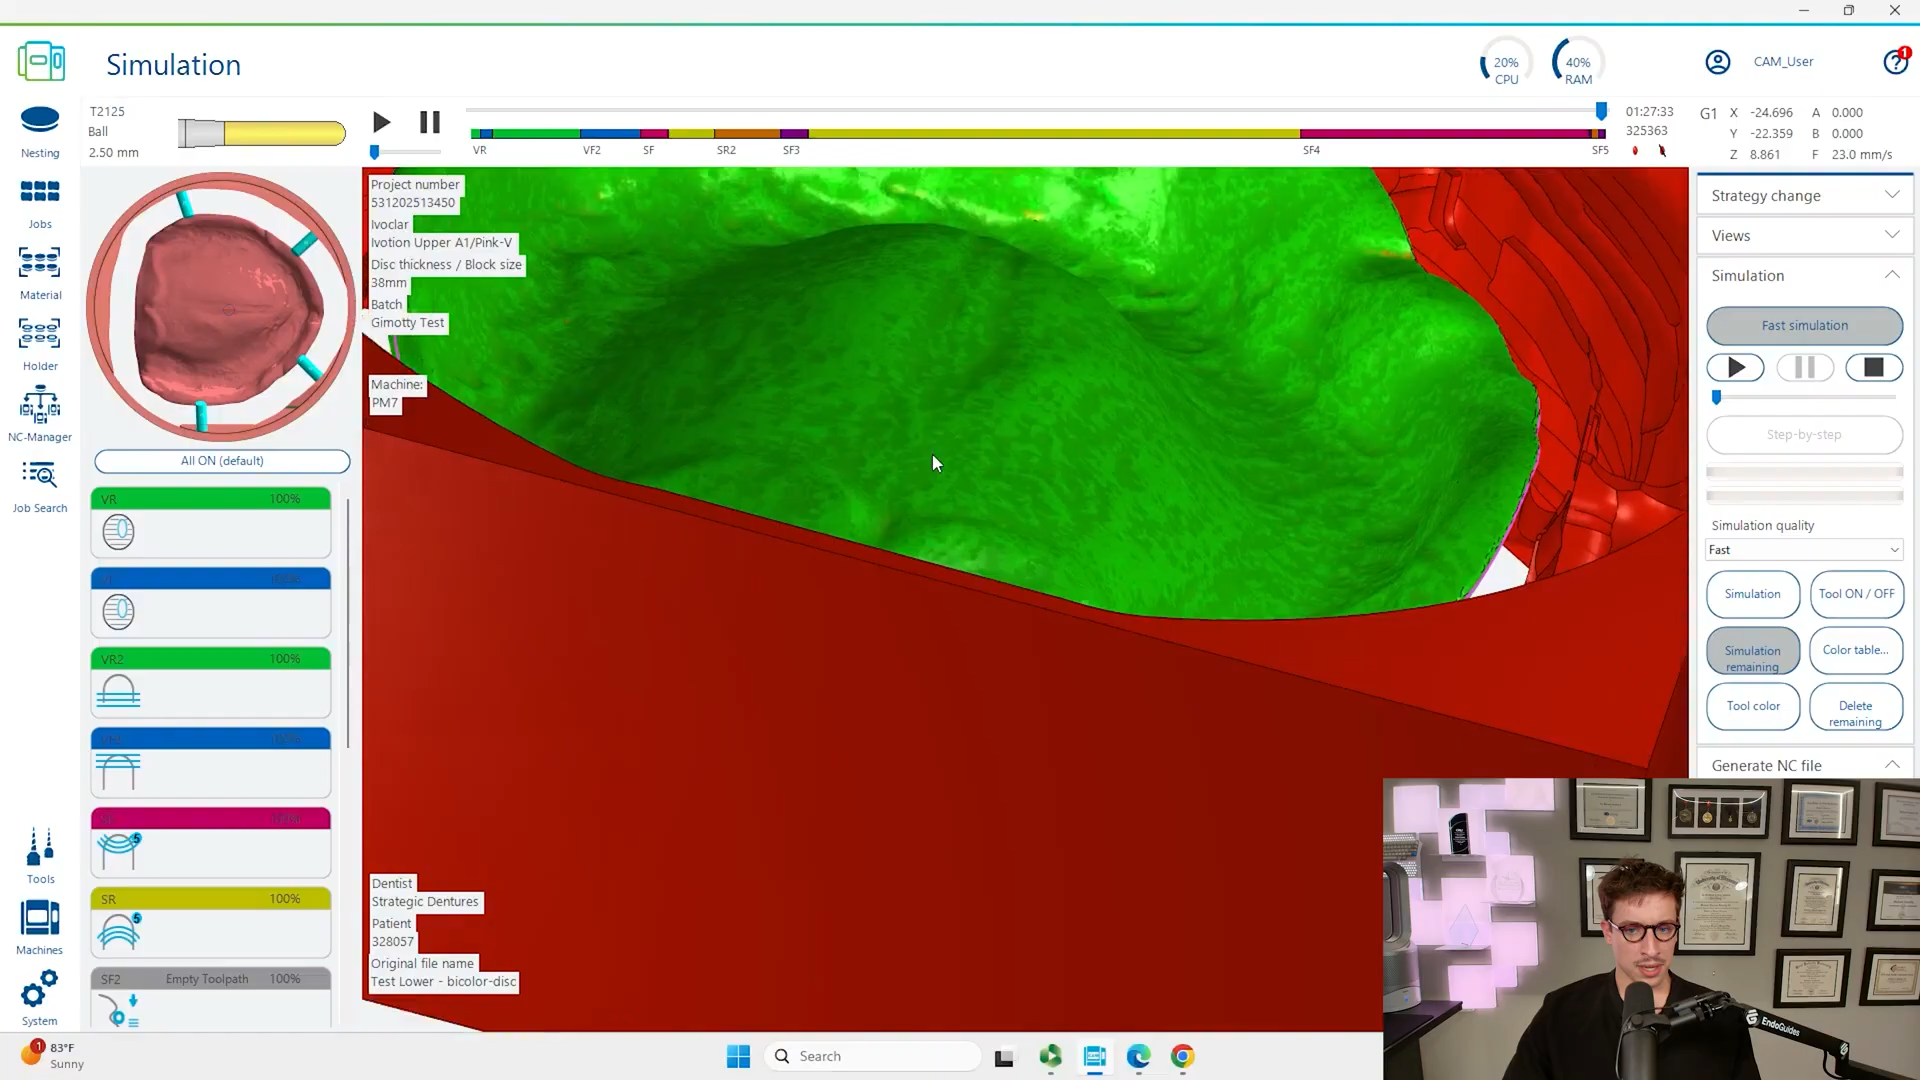 Simulation
20%
CPU
40%
RAM
CAM_User
1
Nesting
Jobs
Material
Holder
NC-Manager
Job Search
Tools
Machines
System
T2125
Ball
2.50 mm
VR
VF2
SF
SR2
SF3
SF4
SF5
01:27:33
325363
G1 X -24.696 A 0.000
Y -22.359 B 0.000
Z 8.861 F 23.0 mm/s
All ON (default)
VR 100%
VR2 100%
5
SR 100%
5
SF2 Empty Toolpath 100%
Project number
531202513450
Ivoclar
Ivotion Upper A1/Pink-V
Disc thickness / Block size
38mm
Batch
Gimotty Test
Machine:
PM7
Dentist
Strategic Dentures
Patient
328057
Original file name
Test Lower - bicolor-disc
Strategy change
Views
Simulation
Fast simulation
Step-by-step
Simulation quality
Fast
Simulation
Tool ON / OFF
Simulation remaining
Color table...
Tool color
Delete remaining
Generate NC file
EndoGuides
1
83°F
Sunny
Search